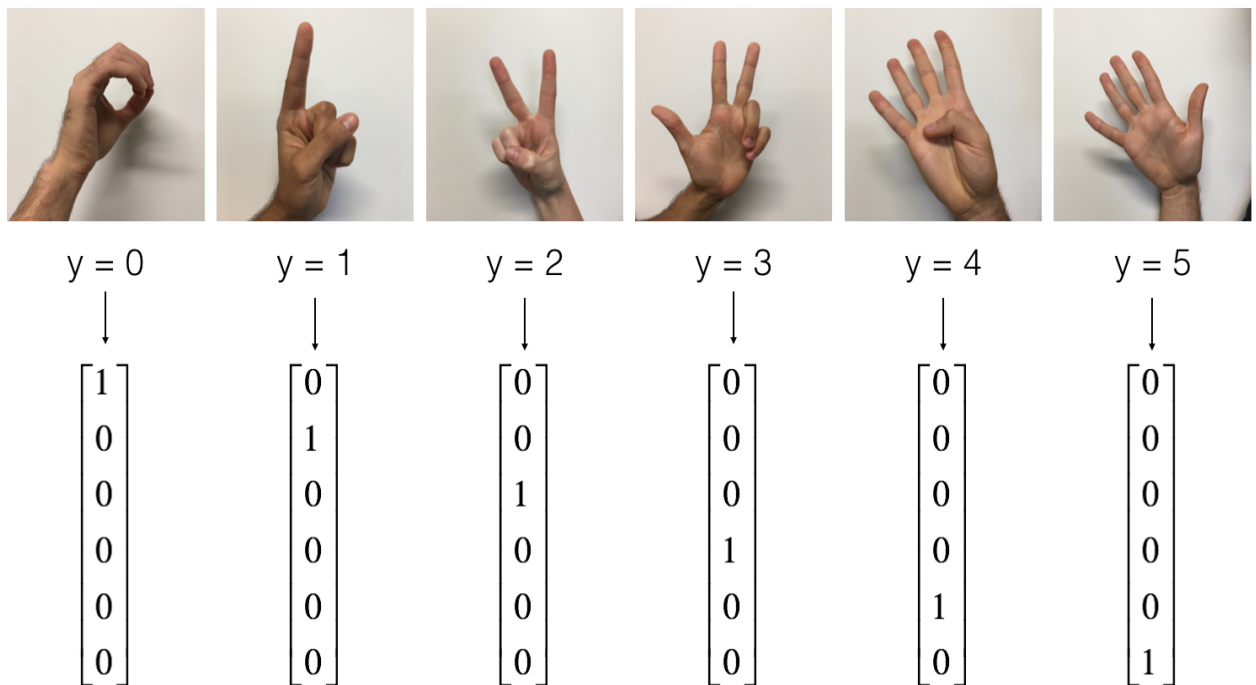 y = 0 y = 1 y = 2 y = 3 y = 4 y = 5
1 0 0 0 0 0
0 1 0 0 0 0
0 0 1 0 0 0
0 0 0 1 0 0
0 0 0 0 1 0
0 0 0 0 0 1